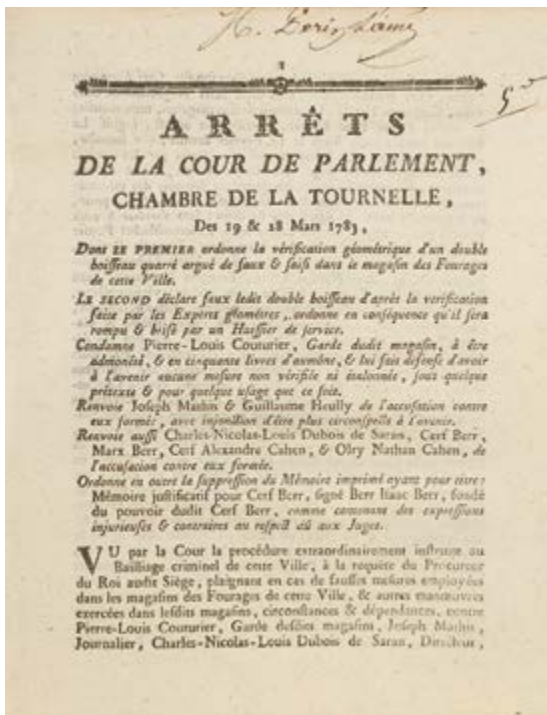 1
ARRÊTS
DE LA COUR DE PARLEMENT,
CHAMBRE DE LA TOURNELLE,
Des 19 & 28 Mars 1783,
Dont LE PREMIER ordonne la vérification géométrique d'un double
boisseau quarré argué de faux & saisi dans le magasin des Fourages
de cette Ville.
LE SECOND déclare faux ledit double boisseau d'après la verification
faite par les Experts géometres, ordonne en conséquence qu'il sera
rompu & brisé par un Huissier de service.
Condamne Pierre-Louis Couturier, Garde dudit magasin, à être
admonété, & en cinquante livres d'aumône, & lui fait défense d'avoir
à l'avenir aucune mesure non vérifiée ni étalonnée, sous quelque
prétexte & pour quelque usage que ce soit.
Renvoie Joseph Mathis & Guillaume Heully de l'accusation contre
eux formée, avec injonction d'être plus circonspects à l'avenir.
Renvoie aussi Charles-Nicolas-Louis Dubois de Saran, Cerf Berr,
Marx Berr, Cerf Alexandre Cahen, & Olry Nathan Cahen, de
l'accusation contre eux formée.
Ordonne en outre la suppression du Mémoire imprimé ayant pour titre:
Mémoire justificatif pour Cerf Berr, signé Berr Isaac Berr, fondé
du pouvoir dudit Cerf Berr, comme contenant des expressions
injurieuses & contraires au respect dû aux Juges.
VU par la Cour la procédure extraordinairement instruite au
Bailliage criminel de cette Ville, à la requête du Procureur
du Roi audit Siège, plaignant en cas de fausses mesures employées
dans les magasins des Fourages de cette Ville, & autres manœuvres
exercées dans lesdits magasins, circonstances & dépendances, contre
Pierre-Louis Couturier, Garde desdits magasins, Joseph Mathis,
Journalier, Charles-Nicolas-Louis Dubois de Saran, Directeur,